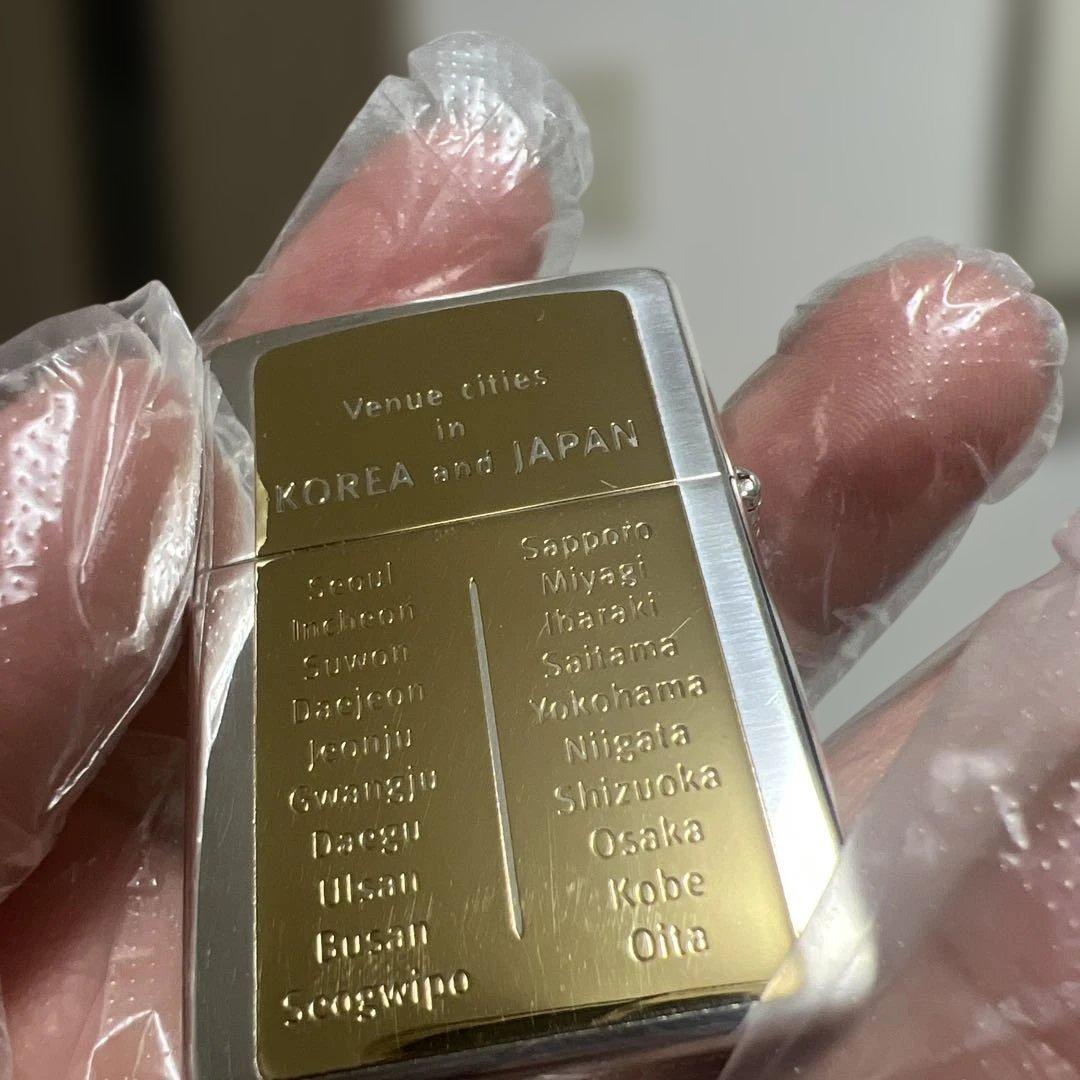 Venue cities
in
KOREA and JAPAN
Seoul
Incheon
Suwon
Daejeon
Jeonju
Gwangju
Daegu
Ulsan
Busan
Seogwipo
Sapporo
Miyagi
Ibaraki
Saitama
Yokohama
Niigata
Shizuoka
Osaka
Kobe
Oita